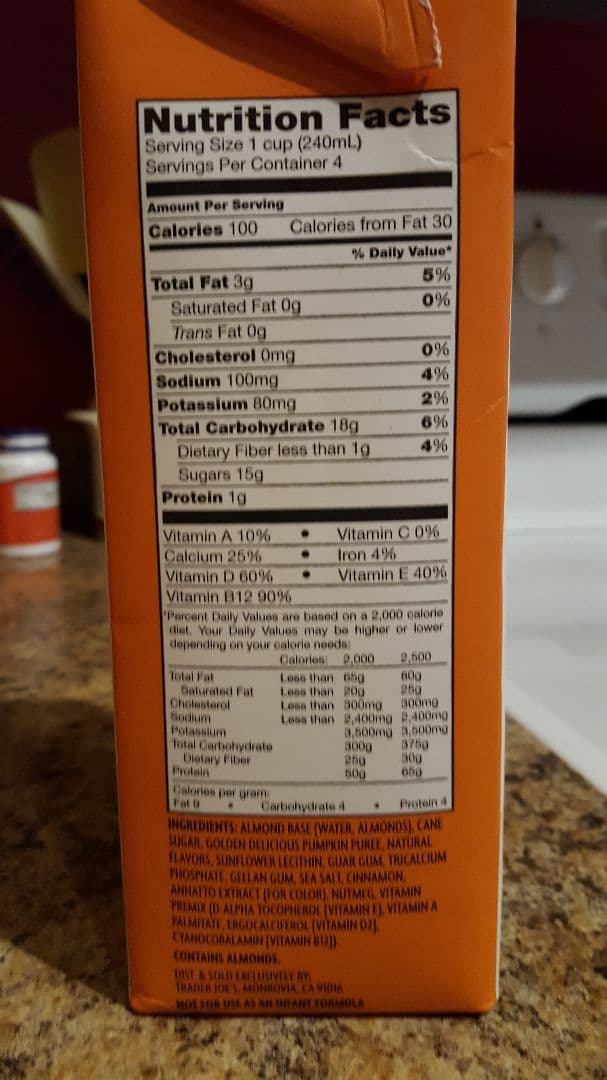 Nutrition Facts
Serving Size 1 cup (240mL)
Servings Per Container 4
Amount Per Serving
Calories 100 Calories from Fat 30
% Daily Value*
Total Fat 3g 5%
Saturated Fat 0g 0%
Trans Fat 0g
Cholesterol 0mg 0%
Sodium 100mg 4%
Potassium 80mg 2%
Total Carbohydrate 18g 6%
Dietary Fiber less than 1g 4%
Sugars 15g
Protein 1g
Vitamin A 10% • Vitamin C 0%
Calcium 25% • Iron 4%
Vitamin D 60% • Vitamin E 40%
Vitamin B12 90%
*Percent Daily Values are based on a 2,000 calorie
diet. Your Daily Values may be higher or lower
depending on your calorie needs:
Calories: 2,000 2,500
Total Fat Less than 65g 80g
Saturated Fat Less than 20g 25g
Cholesterol Less than 300mg 300mg
Sodium Less than 2,400mg 2,400mg
Potassium 3,500mg 3,500mg
Total Carbohydrate 300g 375g
Dietary Fiber 25g 30g
Protein 50g 65g
Calories per gram:
Fat 9 • Carbohydrate 4 • Protein 4
INGREDIENTS: ALMOND BASE (WATER, ALMONDS), CANE
SUGAR, GOLDEN DELICIOUS PUMPKIN PUREE, NATURAL
FLAVORS, SUNFLOWER LECITHIN, GUAR GUM, TRICALCIUM
PHOSPHATE, GELLAN GUM, SEA SALT, CINNAMON,
ANNATTO EXTRACT (FOR COLOR), NUTMEG, VITAMIN
PREMIX (D-ALPHA TOCOPHEROL [VITAMIN E], VITAMIN A
PALMITATE, ERGOCALCIFEROL [VITAMIN D2],
CYANOCOBALAMIN [VITAMIN B12]).
CONTAINS ALMONDS.
DIST. & SOLD EXCLUSIVELY BY:
TRADER JOE'S, MONROVIA, CA 91016
NOT FOR USE AS AN INFANT FORMULA